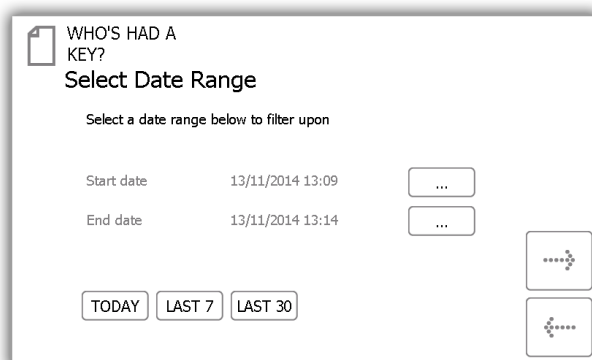 WHO'S HAD A
KEY?
Select Date Range
Select a date range below to filter upon
Start date 13/11/2014 13:09 ...
End date 13/11/2014 13:14 ...
TODAY LAST 7 LAST 30